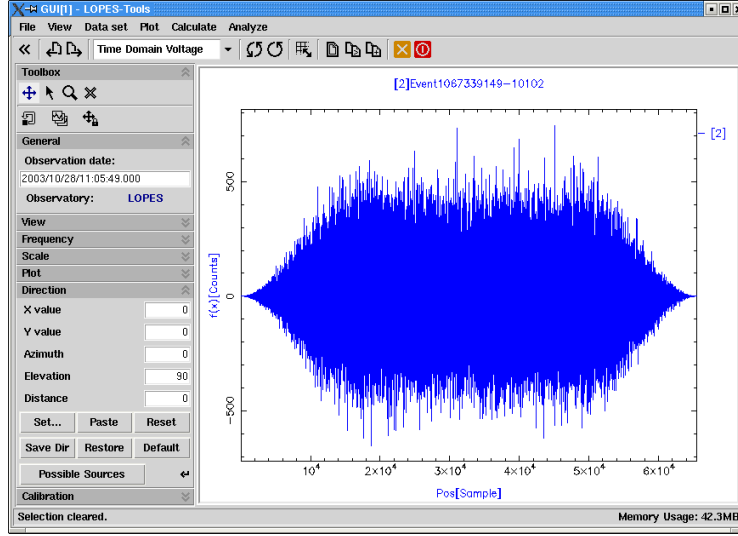 GUI[1] - LOPES-Tools
File View Data set Plot Calculate Analyze
Time Domain Voltage
Toolbox
General
Observation date:
2003/10/28/11:05:49.000
Observatory: LOPES
View
Frequency
Scale
Plot
Direction
X value 0
Y value 0
Azimuth 0
Elevation 90
Distance 0
Set... Paste Reset
Save Dir Restore Default
Possible Sources
Calibration
[2]Event1067339149-10102
[2]
f(x)[Counts]
500
0
-500
10⁴ 2×10⁴ 3×10⁴ 4×10⁴ 5×10⁴ 6×10⁴
Pos[Sample]
Selection cleared. Memory Usage: 42.3MB